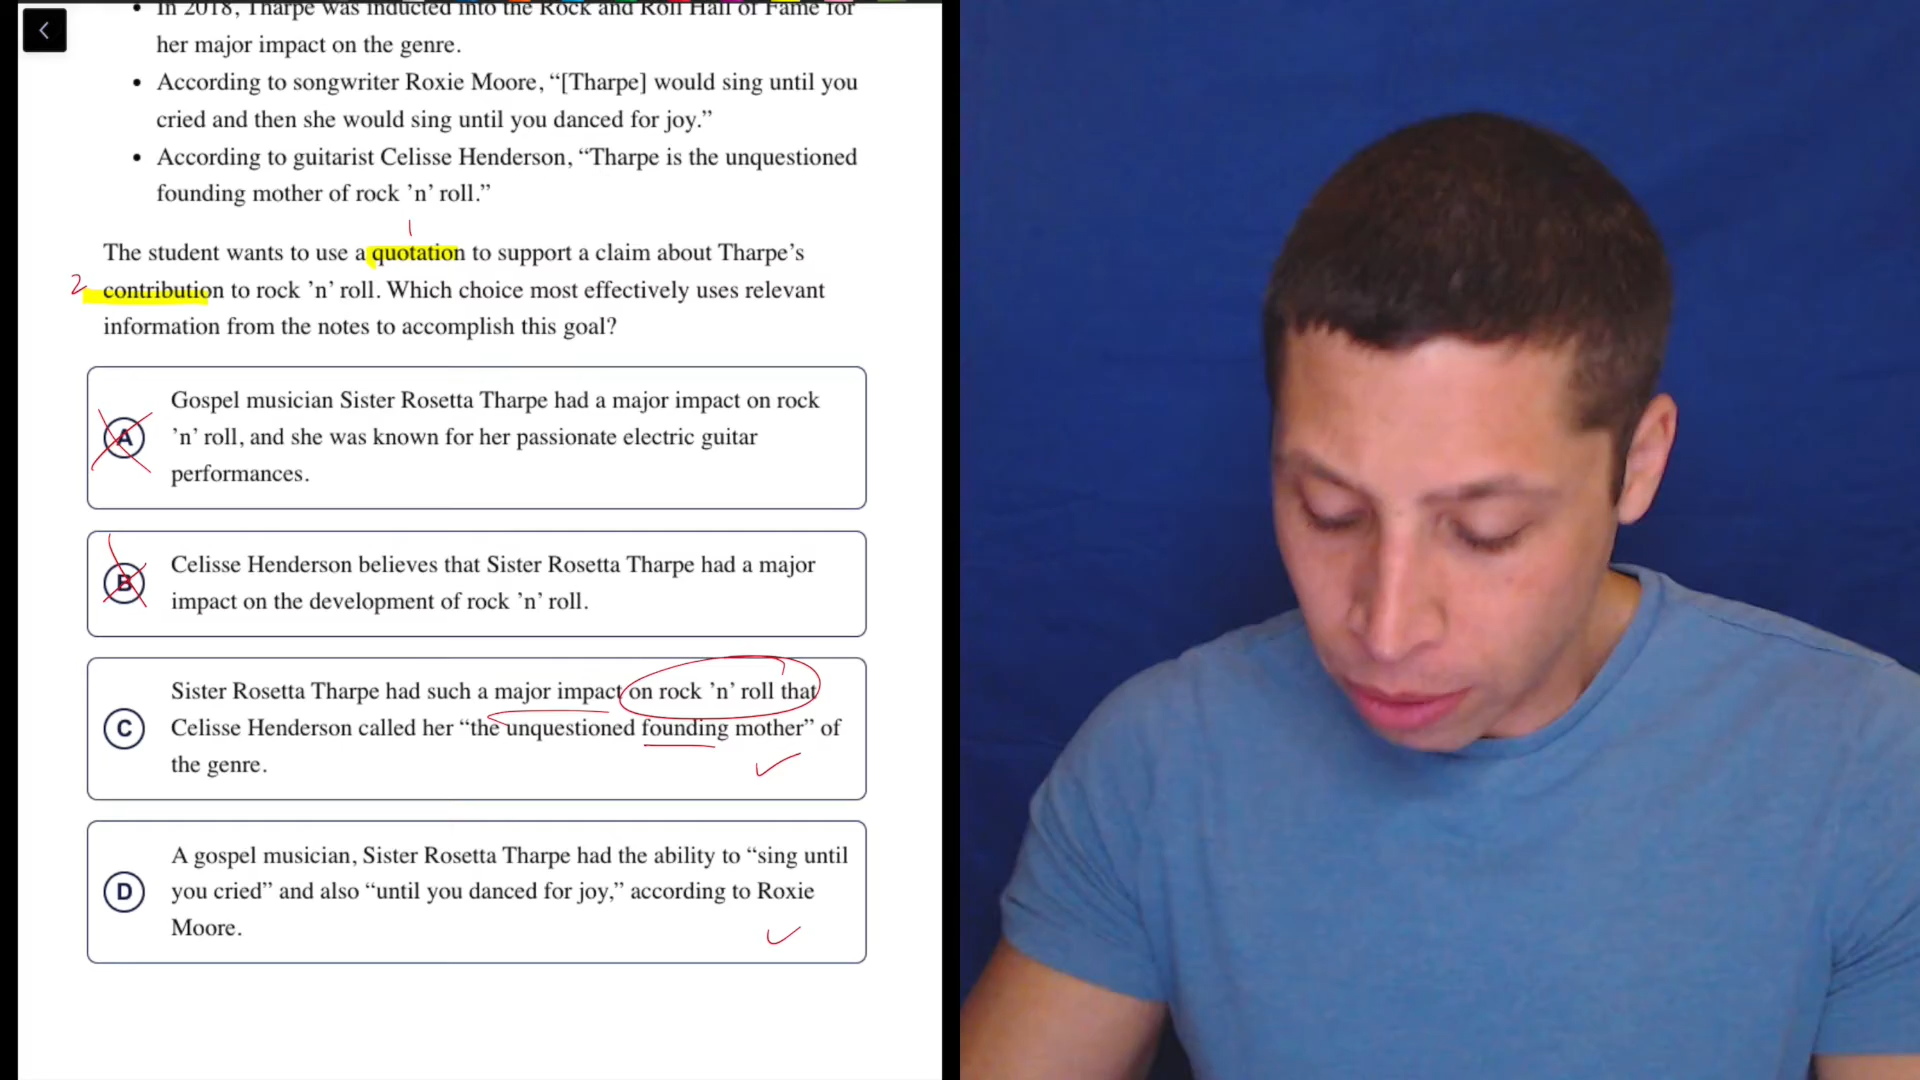 • In 2018, Tharpe was inducted into the Rock and Roll Hall of Fame for
her major impact on the genre.
• According to songwriter Roxie Moore, “[Tharpe] would sing until you
cried and then she would sing until you danced for joy.”
• According to guitarist Celisse Henderson, “Tharpe is the unquestioned
founding mother of rock ’n’ roll.”
1
The student wants to use a quotation to support a claim about Tharpe’s
2 contribution to rock ’n’ roll. Which choice most effectively uses relevant
information from the notes to accomplish this goal?
Gospel musician Sister Rosetta Tharpe had a major impact on rock
A ’n’ roll, and she was known for her passionate electric guitar
performances.
Celisse Henderson believes that Sister Rosetta Tharpe had a major
B impact on the development of rock ’n’ roll.
Sister Rosetta Tharpe had such a major impact on rock ’n’ roll that
C Celisse Henderson called her “the unquestioned founding mother” of
the genre.
A gospel musician, Sister Rosetta Tharpe had the ability to “sing until
D you cried” and also “until you danced for joy,” according to Roxie
Moore.